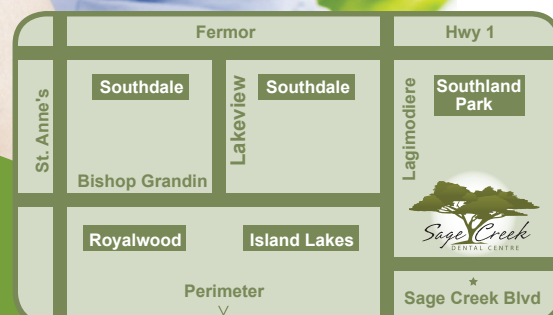 Fermor
Hwy 1
St. Anne's
Southdale
Lakeview
Southdale
Lagimodiere
Southland
Park
Bishop Grandin
Sage Creek
DENTAL CENTRE
Royalwood
Island Lakes
Perimeter
Sage Creek Blvd